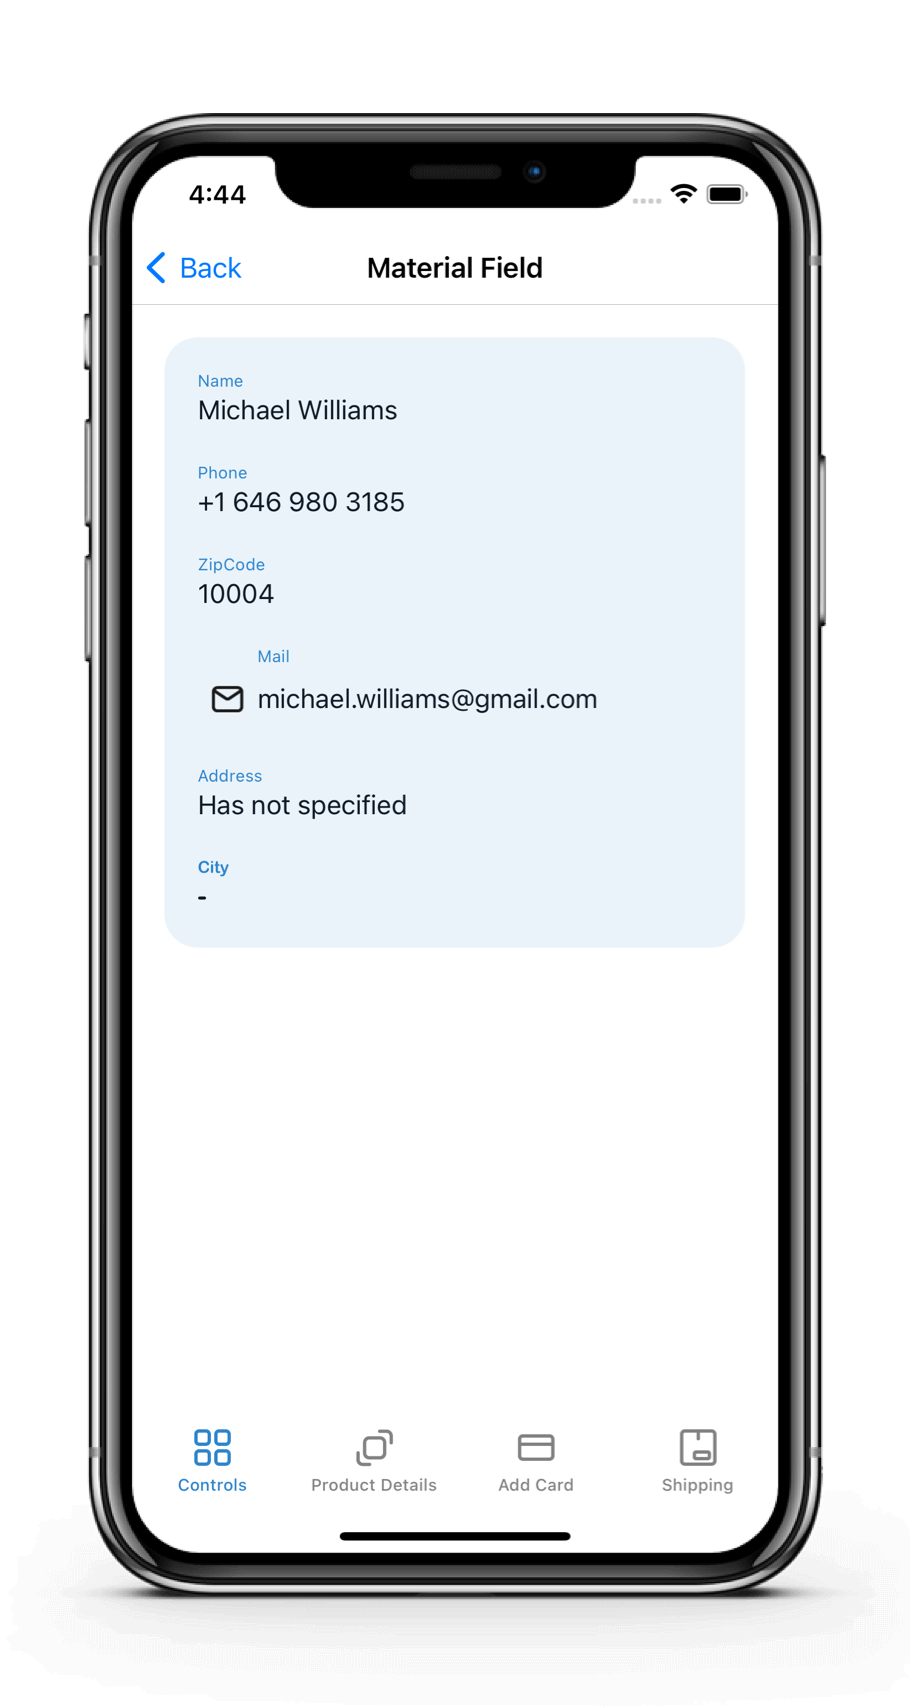 4:44
Back
Material Field
Name
Michael Williams
Phone
+1 646 980 3185
ZipCode
10004
Mail
michael.williams@gmail.com
Address
Has not specified
City
-
Controls
Product Details
Add Card
Shipping